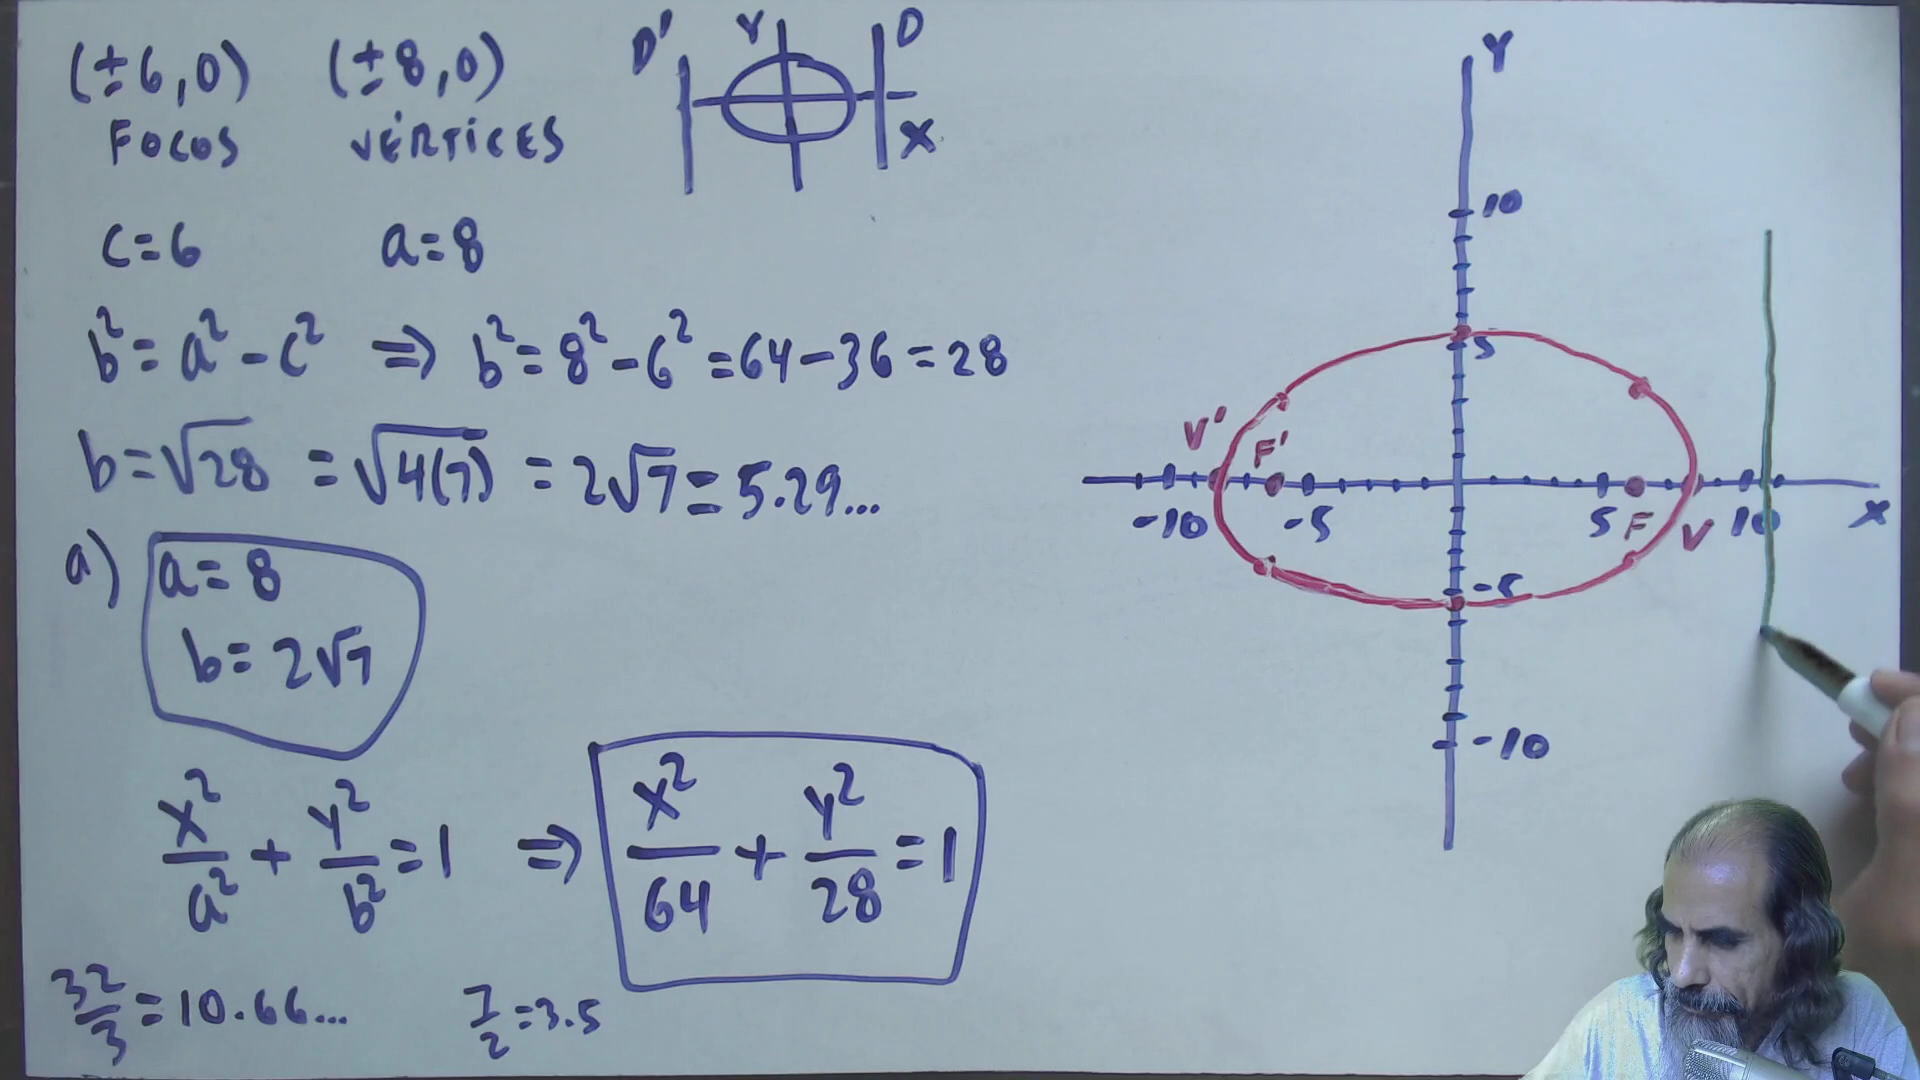 (±6,0) (±8,0)
FOCOS VÉRTICES
D' Y D
X
c=6 a=8
b²=a²-c² ⇒ b²=8²-6²=64-36=28
b=√28 =√4(7) =2√7=5.29...
a) a=8
b=2√7
x²/a² + y²/b² =1 ⇒ x²/64 + y²/28 =1
32/3 =10.66... 7/2 =3.5
Y
10
5
V' F'
-10 -5 5 F V 10 X
-5
-10